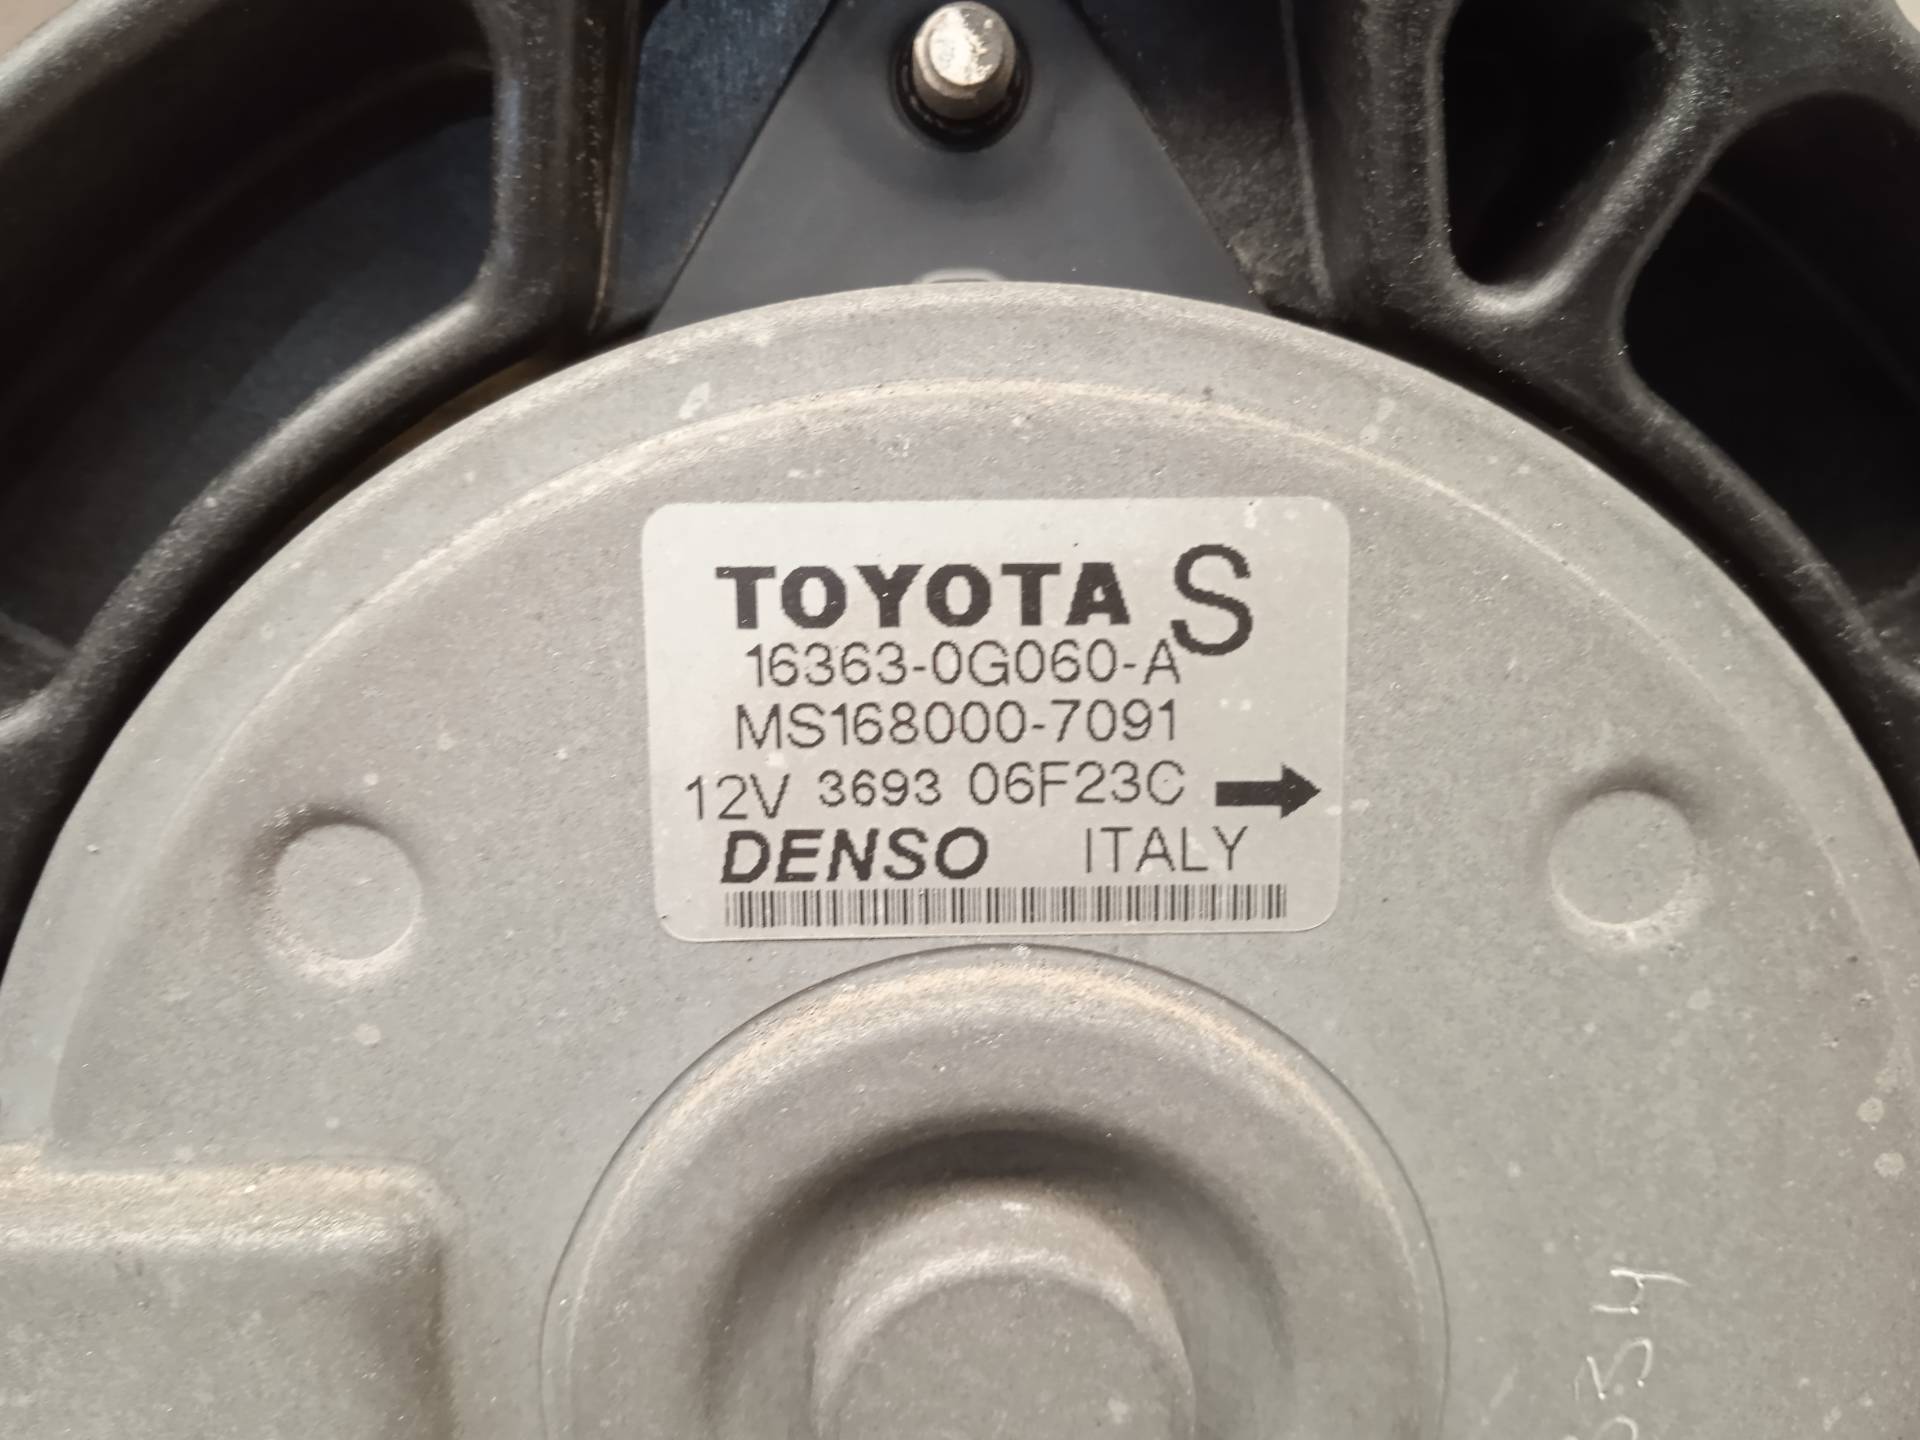 TOYOTA S
16363-0G060-A
MS168000-7091
12V 3693 06F23C →
DENSO ITALY